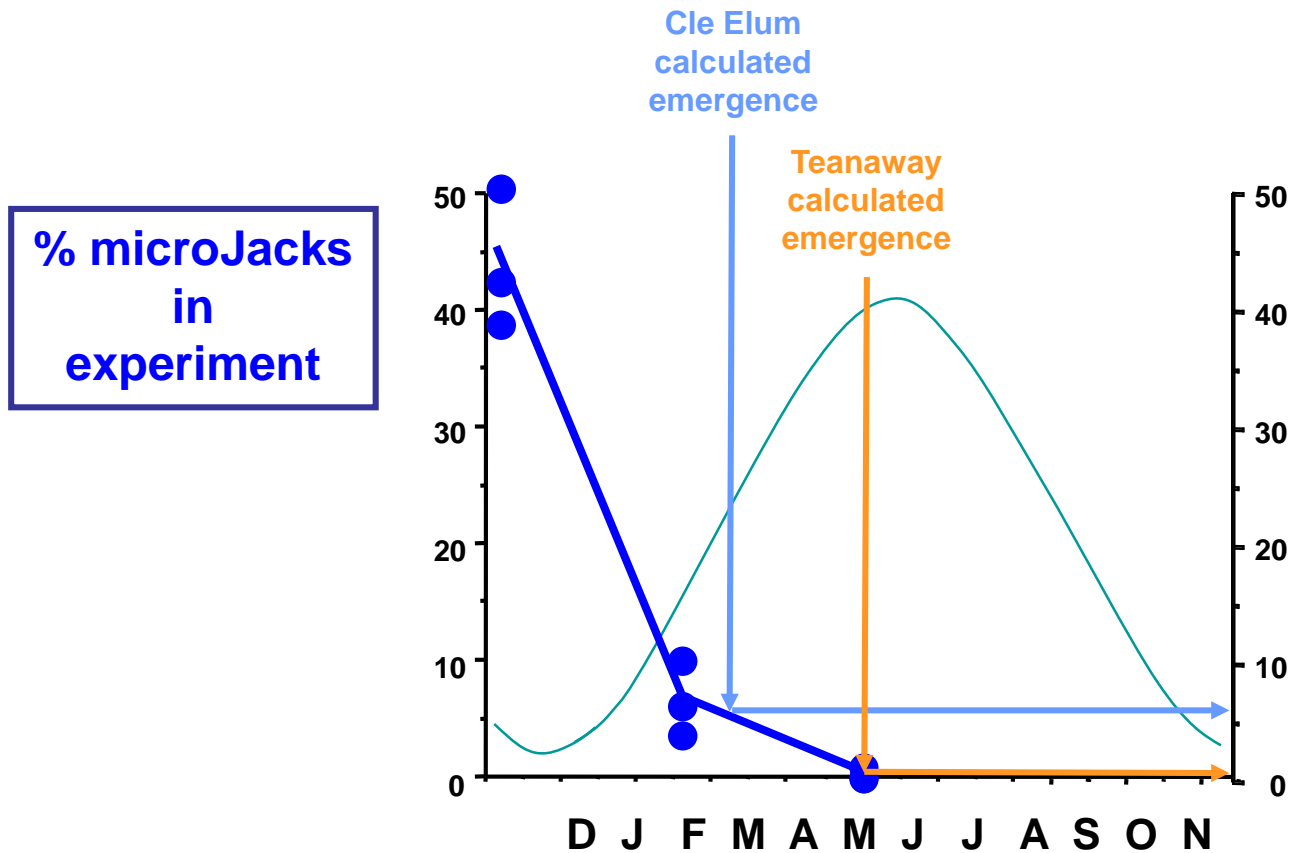 Cle Elum
calculated
emergence
Teanaway
calculated
emergence
% microJacks
in
experiment
50
40
30
20
10
0
50
40
30
20
10
0
D J F M A M J J A S O N